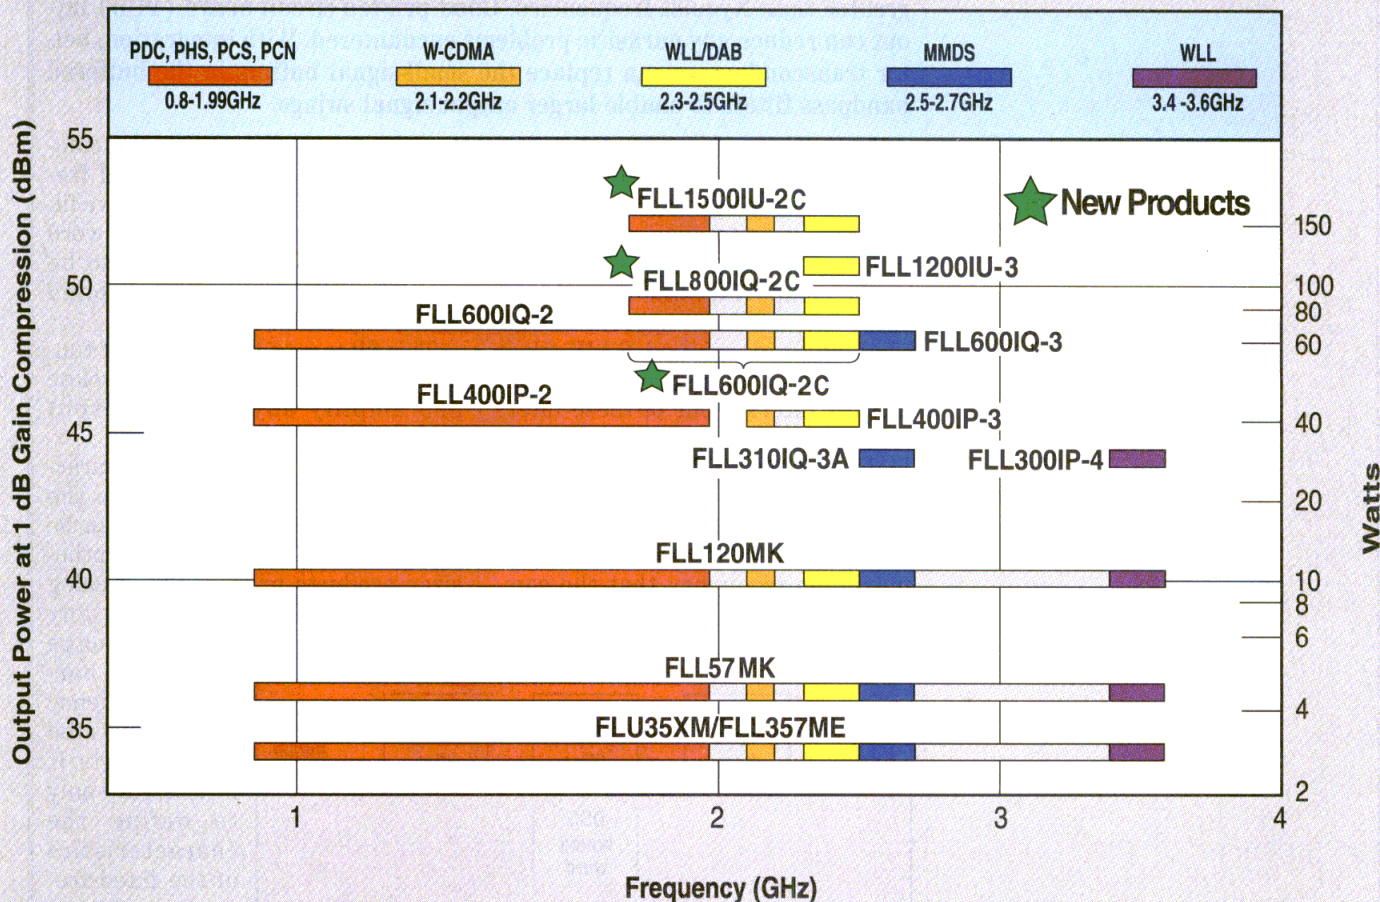 PDC, PHS, PCS, PCN W-CDMA WLL/DAB MMDS WLL
0.8-1.99GHz 2.1-2.2GHz 2.3-2.5GHz 2.5-2.7GHz 3.4-3.6GHz
Output Power at 1 dB Gain Compression (dBm)
55
50
45
40
35
FLL1500IU-2C
New Products
FLL1200IU-3
FLL800IQ-2C
FLL600IQ-2
FLL600IQ-3
FLL600IQ-2C
FLL400IP-2
FLL400IP-3
FLL310IQ-3A
FLL300IP-4
FLL120MK
FLL57MK
FLU35XM/FLL357ME
150
100
80
60
40
20
10
8
6
4
2
Watts
1 2 3 4
Frequency (GHz)